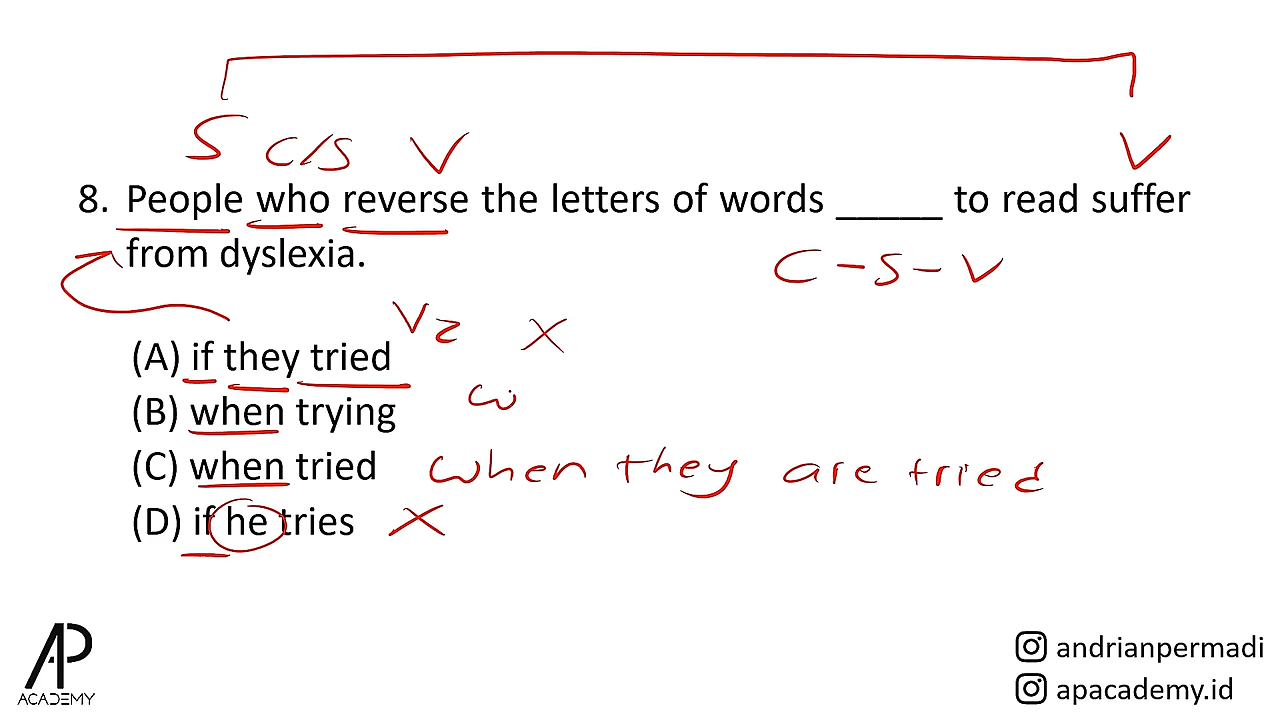 S C/S V V
8. People who reverse the letters of words _____ to read suffer
from dyslexia.
C - S - V
V2 X
(A) if they tried
(B) when trying
(C) when tried when they are tried
(D) if he tries X
AP
ACADEMY
andrianpermadi
apacademy.id